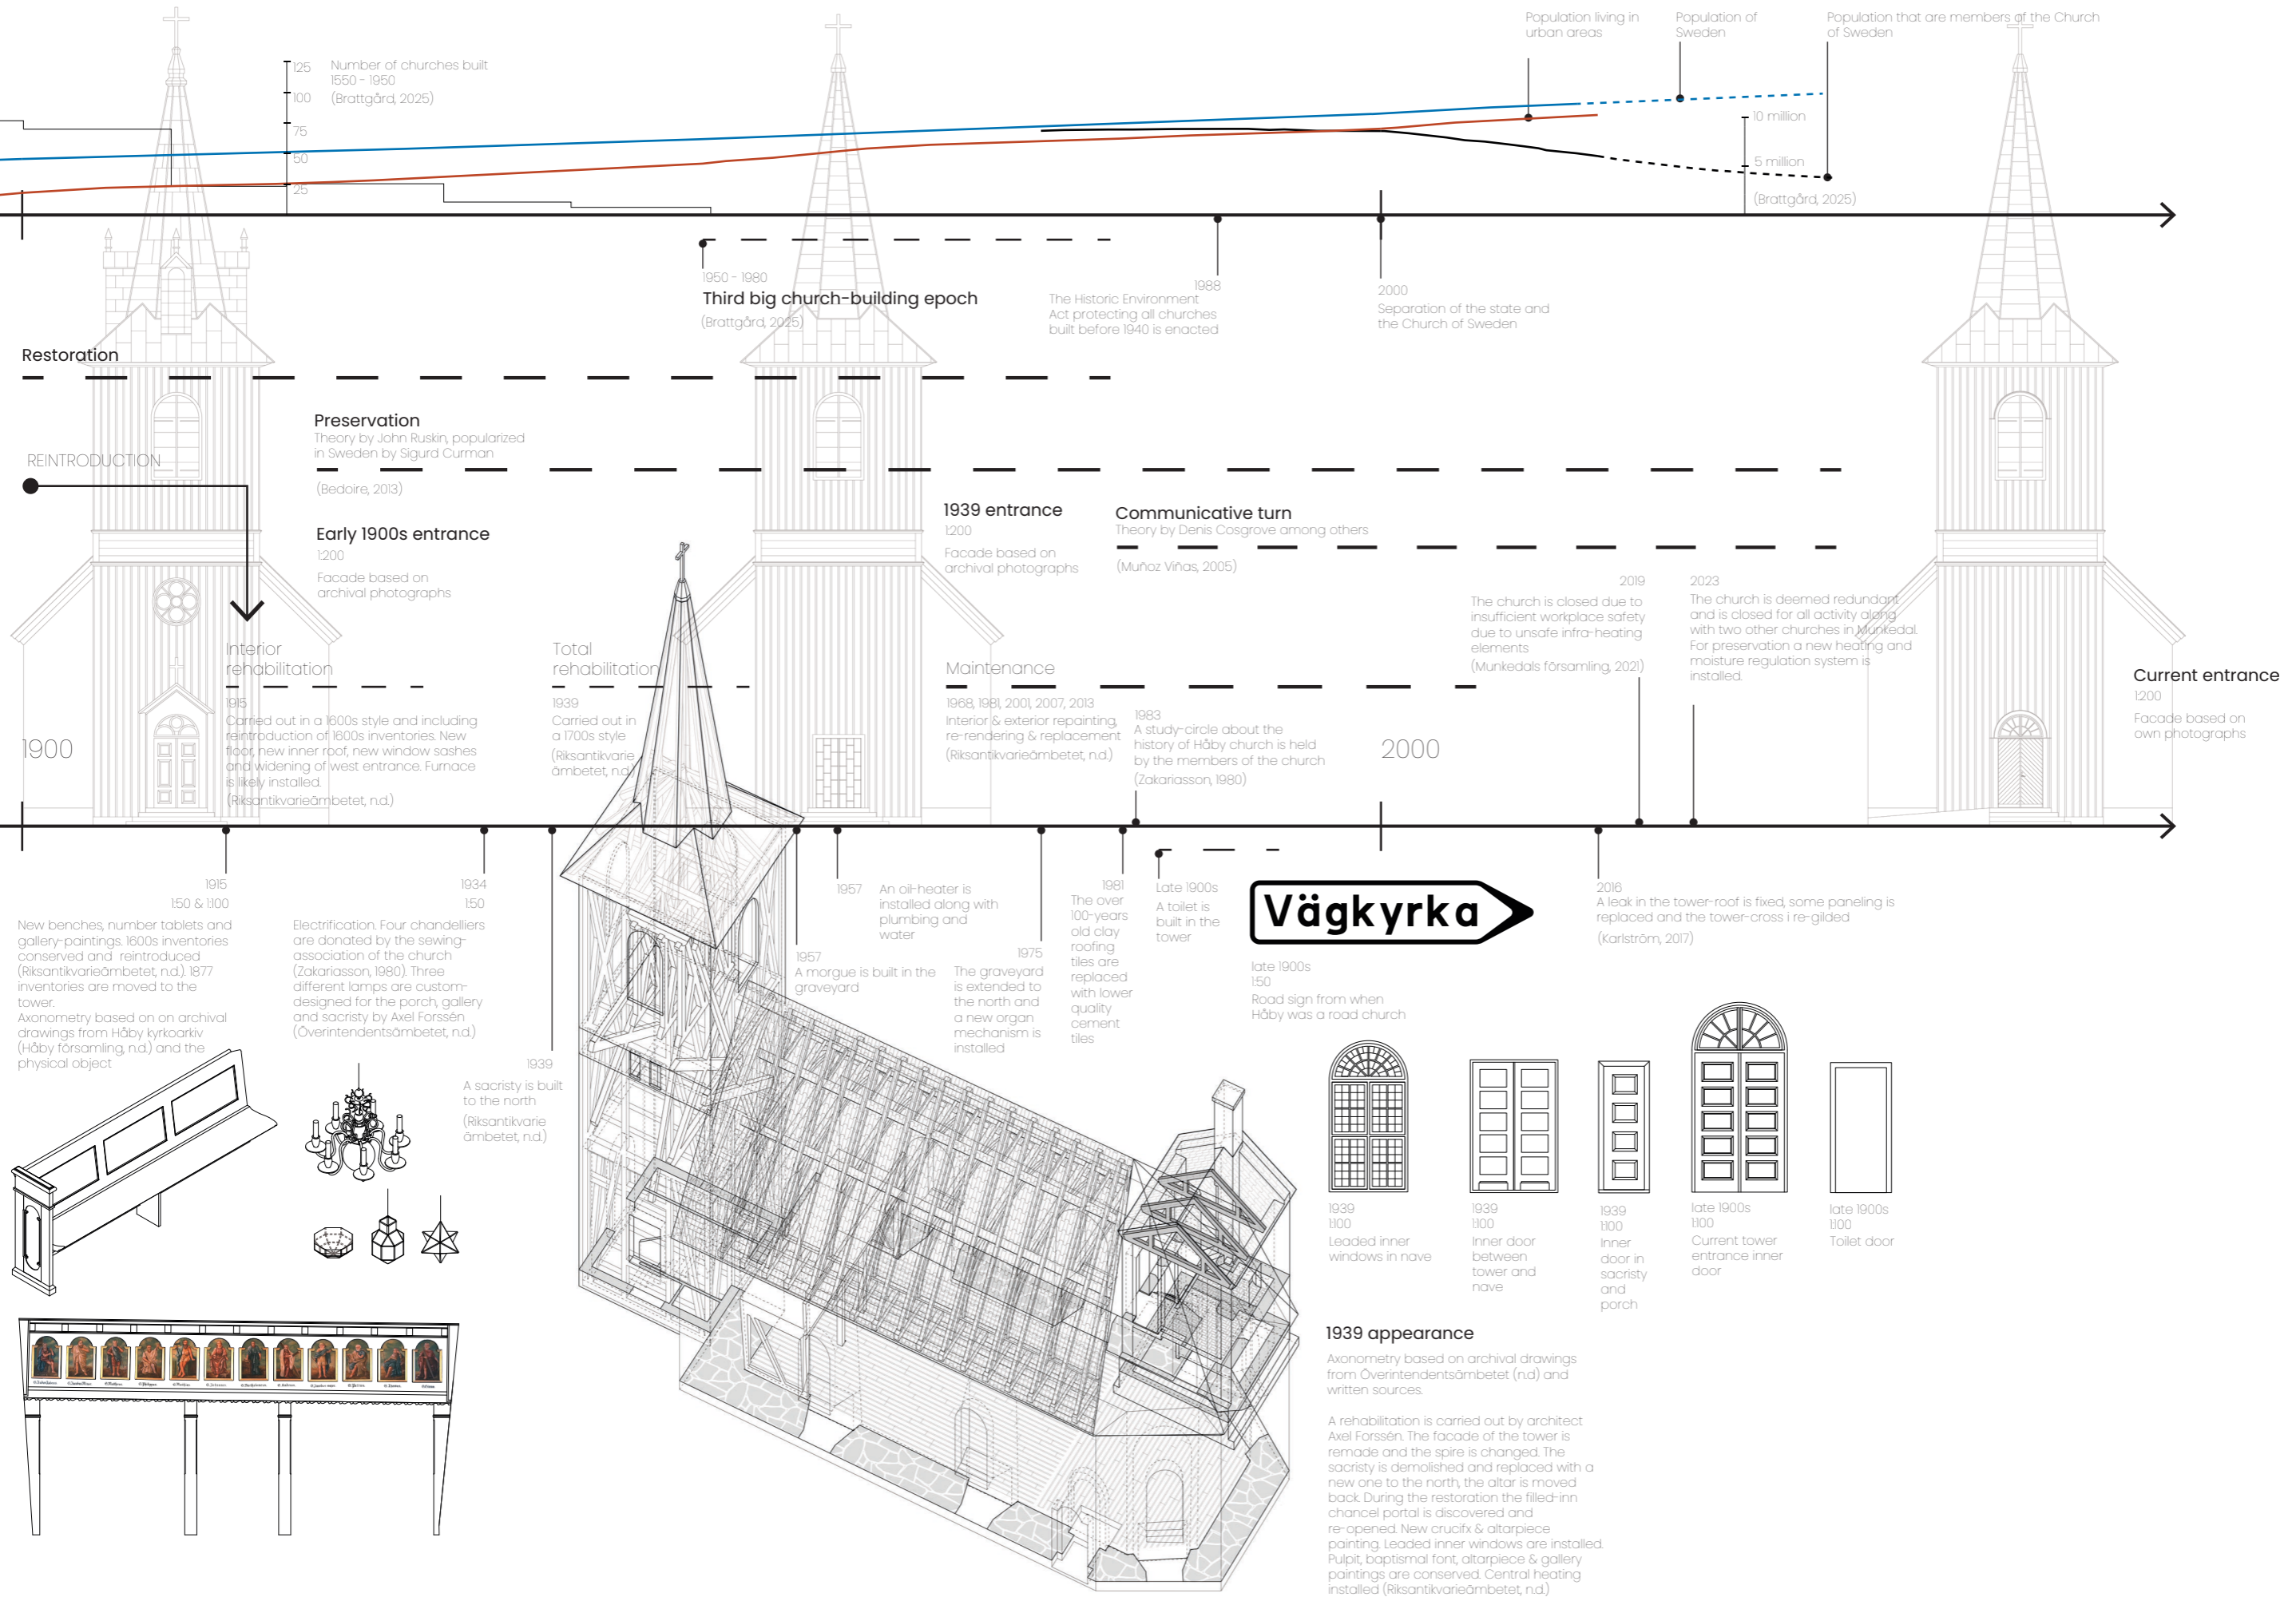 Population living in
urban areas
Population of
Sweden
Population that are members of the Church
of Sweden
125
100
75
50
25
Number of churches built
1550 - 1950
(Brattgård, 2025)
10 million
5 million
(Brattgård, 2025)
1950 - 1980
Third big church-building epoch
(Brattgård, 2025)
1988
The Historic Environment
Act protecting all churches
built before 1940 is enacted
2000
Separation of the state and
the Church of Sweden
Restoration
Preservation
Theory by John Ruskin, popularized
in Sweden by Sigurd Curman
(Bedoire, 2013)
REINTRODUCTION
Early 1900s entrance
1:200
Facade based on
archival photographs
1939 entrance
1:200
Facade based on
archival photographs
Communicative turn
Theory by Denis Cosgrove among others
(Muñoz Viñas, 2005)
2019
The church is closed due to
insufficient workplace safety
due to unsafe infra-heating
elements
(Munkedals församling, 2021)
2023
The church is deemed redundant
and is closed for all activity along
with two other churches in Munkedal.
For preservation a new heating and
moisture regulation system is
installed.
Current entrance
1:200
Facade based on
own photographs
Interior
rehabilitation
1915
Carried out in a 1600s style and including
reintroduction of 1600s inventories. New
floor, new inner roof, new window sashes
and widening of west entrance. Furnace
is likely installed.
(Riksantikvarieämbetet, n.d.)
Total
rehabilitation
1939
Carried out in
a 1700s style
(Riksantikvarie
ämbetet, n.d.)
Maintenance
1968, 1981, 2001, 2007, 2013
Interior & exterior repainting,
re-rendering & replacement
(Riksantikvarieämbetet, n.d.)
1983
A study-circle about the
history of Håby church is held
by the members of the church
(Zakariasson, 1980)
1900
2000
1915
1:50 & 1:100
New benches, number tablets and
gallery-paintings. 1600s inventories
conserved and reintroduced
(Riksantikvarieämbetet, n.d.). 1877
inventories are moved to the
tower.
Axonometry based on on archival
drawings from Håby kyrkoarkiv
(Håby församling, n.d.) and the
physical object
1934
1:50
Electrification. Four chandelliers
are donated by the sewing-
association of the church
(Zakariasson, 1980). Three
different lamps are custom-
designed for the porch, gallery
and sacristy by Axel Forssén
(Överintendentsämbetet, n.d.)
1939
A sacristy is built
to the north
(Riksantikvarie
ämbetet, n.d.)
1957
A morgue is built in the
graveyard
1957
An oil-heater is
installed along with
plumbing and
water
1975
The graveyard
is extended to
the north and
a new organ
mechanism is
installed
1981
The over
100-years
old clay
roofing
tiles are
replaced
with lower
quality
cement
tiles
Late 1900s
A toilet is
built in the
tower
Vägkyrka
late 1900s
1:50
Road sign from when
Håby was a road church
2016
A leak in the tower-roof is fixed, some paneling is
replaced and the tower-cross i re-gilded
(Karlström, 2017)
1939
1:100
Leaded inner
windows in nave
1939
1:100
Inner door
between
tower and
nave
1939
1:100
Inner
door in
sacristy
and
porch
late 1900s
1:100
Current tower
entrance inner
door
late 1900s
1:100
Toilet door
1939 appearance
Axonometry based on archival drawings
from Överintendentsämbetet (n.d) and
written sources.
A rehabilitation is carried out by architect
Axel Forssén. The facade of the tower is
remade and the spire is changed. The
sacristy is demolished and replaced with a
new one to the north, the altar is moved
back. During the restoration the filled-inn
chancel portal is discovered and
re-opened. New crucifx & altarpiece
painting. Leaded inner windows are installed.
Pulpit, baptismal font, altarpiece & gallery
paintings are conserved. Central heating
installed (Riksantikvarieämbetet, n.d.)